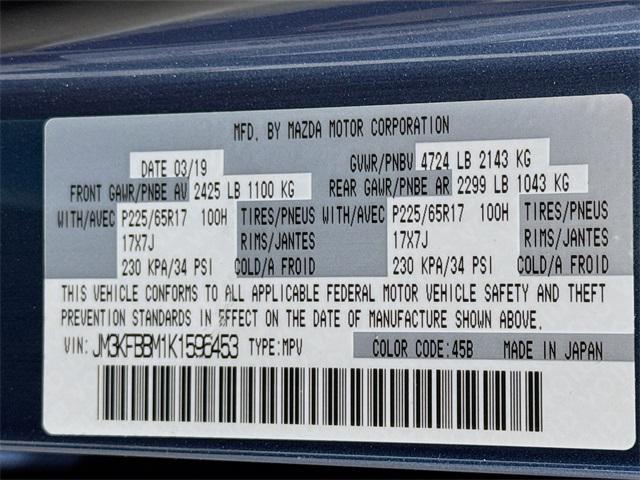 MFD. BY MAZDA MOTOR CORPORATION
DATE 03/19 GVWR/PNBV 4724 LB 2143 KG
FRONT GAWR/PNBE AV 2425 LB 1100 KG REAR GAWR/PNBE AR 2299 LB 1043 KG
WITH/AVEC P225/65R17 100H TIRES/PNEUS WITH/AVEC P225/65R17 100H TIRES/PNEUS
17X7J RIMS/JANTES 17X7J RIMS/JANTES
230 KPA/34 PSI COLD/A FROID 230 KPA/34 PSI COLD/A FROID
THIS VEHICLE CONFORMS TO ALL APPLICABLE FEDERAL MOTOR VEHICLE SAFETY AND THEFT
PREVENTION STANDARDS IN EFFECT ON THE DATE OF MANUFACTURE SHOWN ABOVE.
VIN: JM3KFBBM1K1596453 TYPE:MPV COLOR CODE:45B MADE IN JAPAN